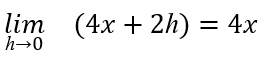 lim (4x + 2h) = 4x
h→0